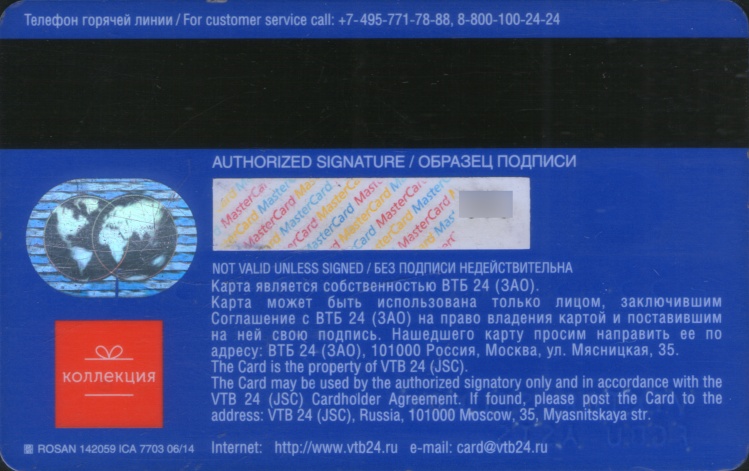 Телефон горячей линии / For customer service call: +7-495-771-78-88, 8-800-100-24-24
AUTHORIZED SIGNATURE / ОБРАЗЕЦ ПОДПИСИ
MasterCard MasterCard MasterCard MasterCard
NOT VALID UNLESS SIGNED / БЕЗ ПОДПИСИ НЕДЕЙСТВИТЕЛЬНА
Карта является собственностью ВТБ 24 (ЗАО).
Карта может быть использована только лицом, заключившим
Соглашение с ВТБ 24 (ЗАО) на право владения картой и поставившим
на ней свою подпись. Нашедшего карту просим направить ее по
адресу: ВТБ 24 (ЗАО), 101000 Россия, Москва, ул. Мясницкая, 35.
The Card is the property of VTB 24 (JSC).
The Card may be used by the authorized signatory only and in accordance with the
VTB 24 (JSC) Cardholder Agreement. If found, please post the Card to the
address: VTB 24 (JSC), Russia, 101000 Moscow, 35, Myasnitskaya str.
КОЛЛЕКЦИЯ
ROSAN 142059 ICA 7703 06/14
Internet: http://www.vtb24.ru e-mail: card@vtb24.ru